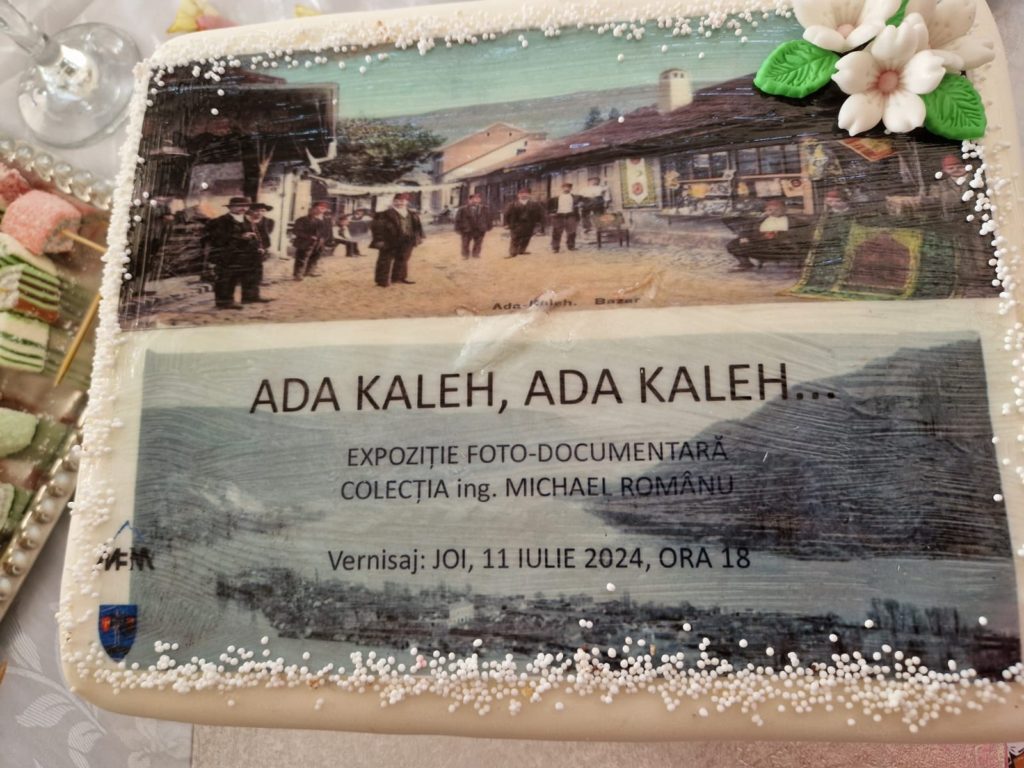 Ada-Kaleh. Bazar
ADA KALEH, ADA KALEH...
EXPOZIȚIE FOTO-DOCUMENTARĂ
COLECȚIA ing. MICHAEL ROMÂNU
Vernisaj: JOI, 11 IULIE 2024, ORA 18